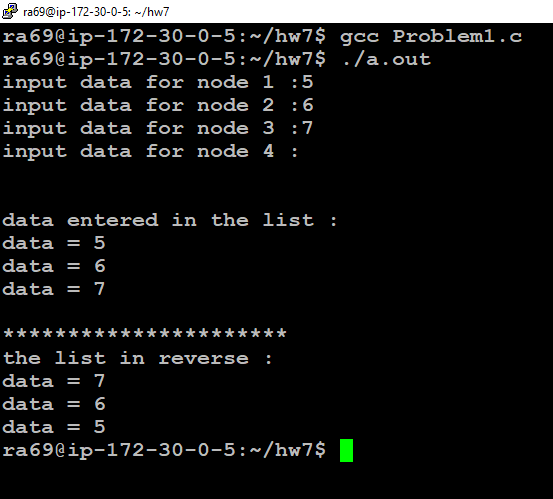 ra69@ip-172-30-0-5: ~/hw7
ra69@ip-172-30-0-5:~/hw7$ gcc Problem1.c
ra69@ip-172-30-0-5:~/hw7$ ./a.out
input data for node 1 :5
input data for node 2 :6
input data for node 3 :7
input data for node 4 :
data entered in the list :
data = 5
data = 6
data = 7
**********************
the list in reverse :
data = 7
data = 6
data = 5
ra69@ip-172-30-0-5:~/hw7$